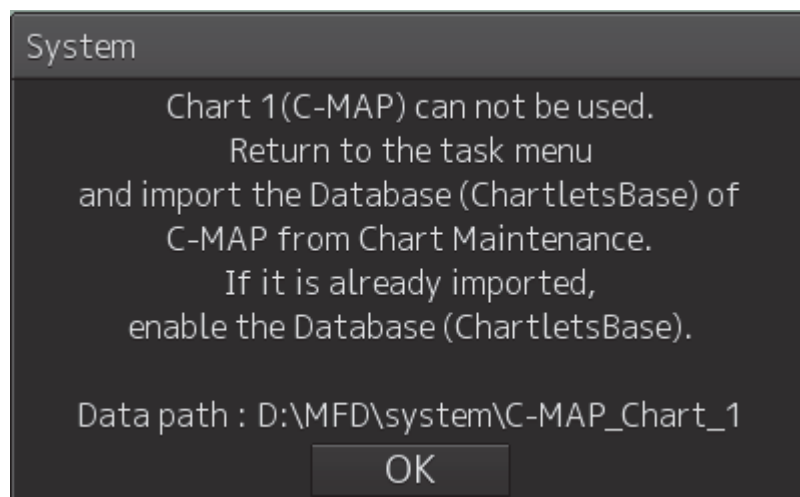 System
Chart 1(C-MAP) can not be used.
Return to the task menu
and import the Database (ChartletsBase) of
C-MAP from Chart Maintenance.
If it is already imported,
enable the Database (ChartletsBase).
Data path : D:\MFD\system\C-MAP_Chart_1
OK